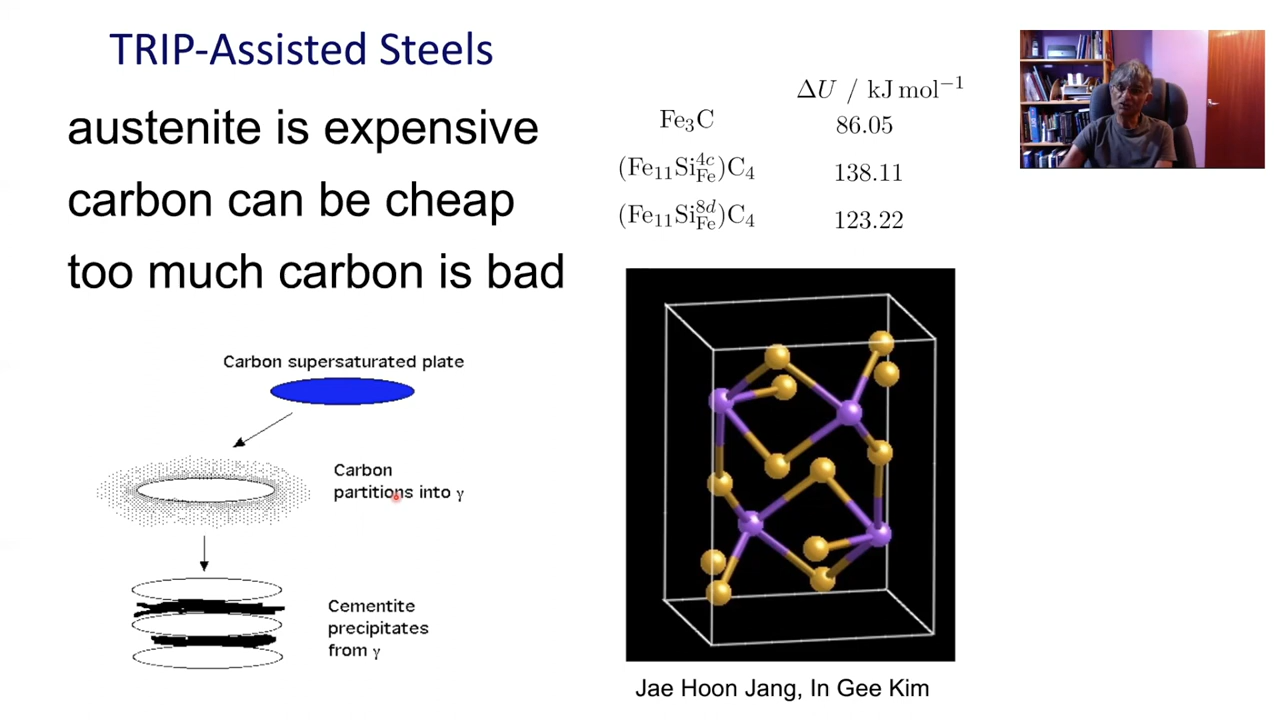 TRIP-Assisted Steels
austenite is expensive
carbon can be cheap
too much carbon is bad
ΔU / kJ mol⁻¹
Fe₃C 86.05
(Fe₁₁Si⁴ᶜ_Fe)C₄ 138.11
(Fe₁₁Si⁸ᵈ_Fe)C₄ 123.22
Carbon supersaturated plate
Carbon
partitions into γ
Cementite
precipitates
from γ
Jae Hoon Jang, In Gee Kim